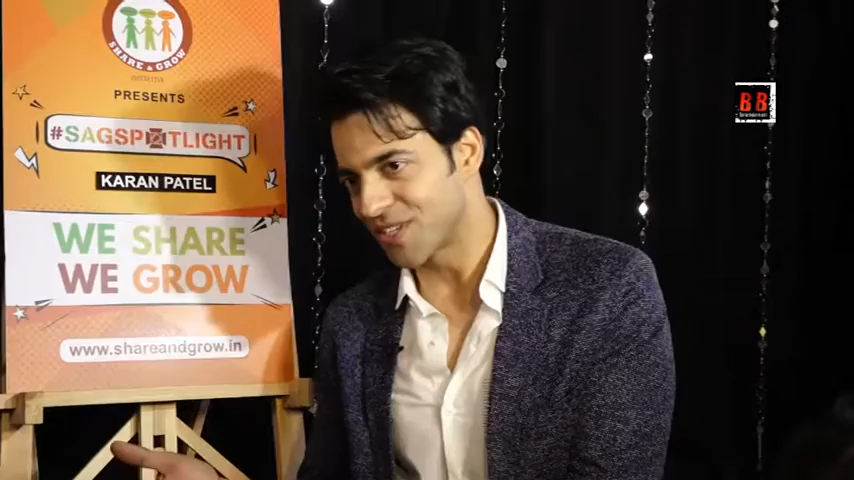 SHARE & GROW
PRESENTS
#SAGSPOTLIGHT
KARAN PATEL
WE SHARE
WE GROW
www.shareandgrow.in
BB